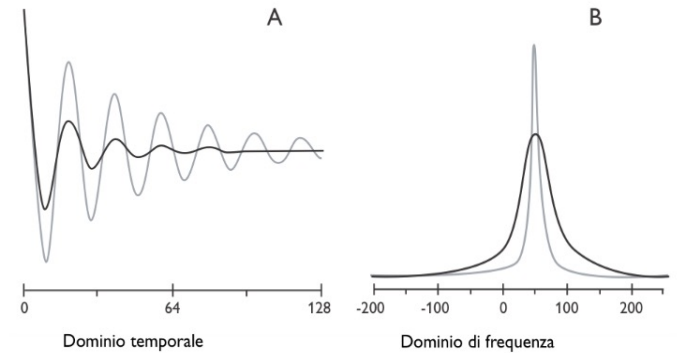 A
B
0 64 128
-200 -100 0 100 200
Dominio temporale
Dominio di frequenza